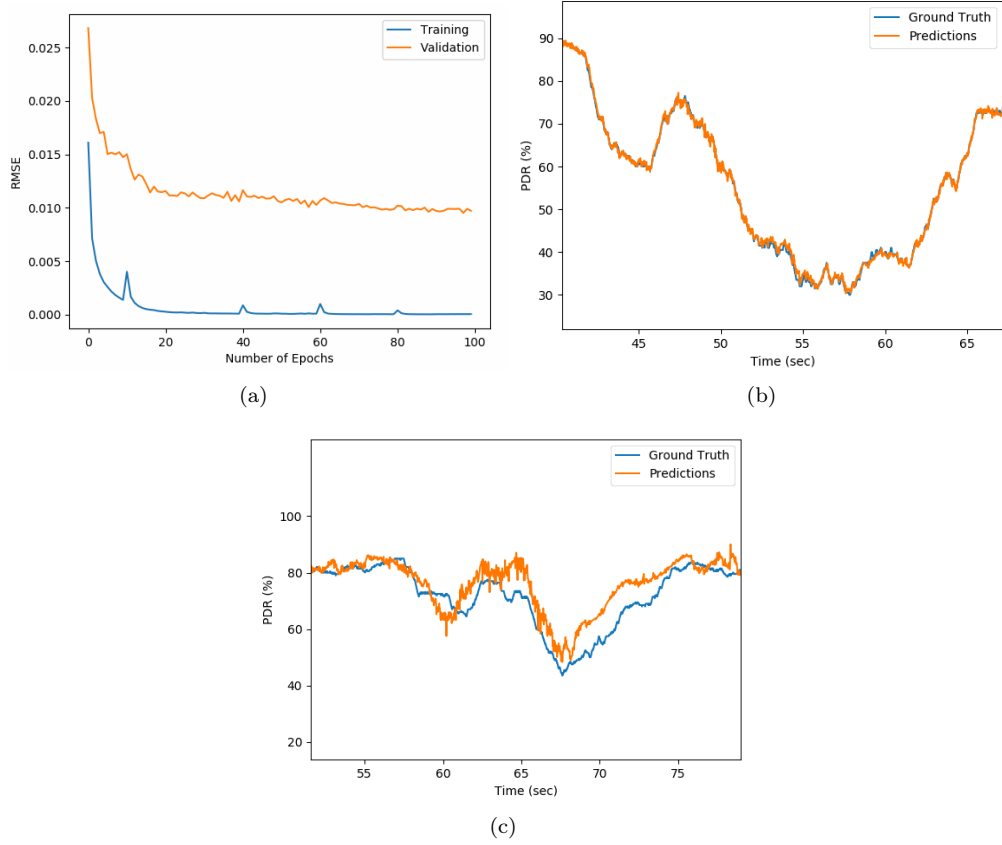 Training
Validation
0.025
0.020
0.015
0.010
0.005
0.000
RMSE
0 20 40 60 80 100
Number of Epochs
(a)
Ground Truth
Predictions
90
80
70
60
50
40
30
PDR (%)
45 50 55 60 65
Time (sec)
(b)
Ground Truth
Predictions
100
80
60
40
20
PDR (%)
55 60 65 70 75
Time (sec)
(c)